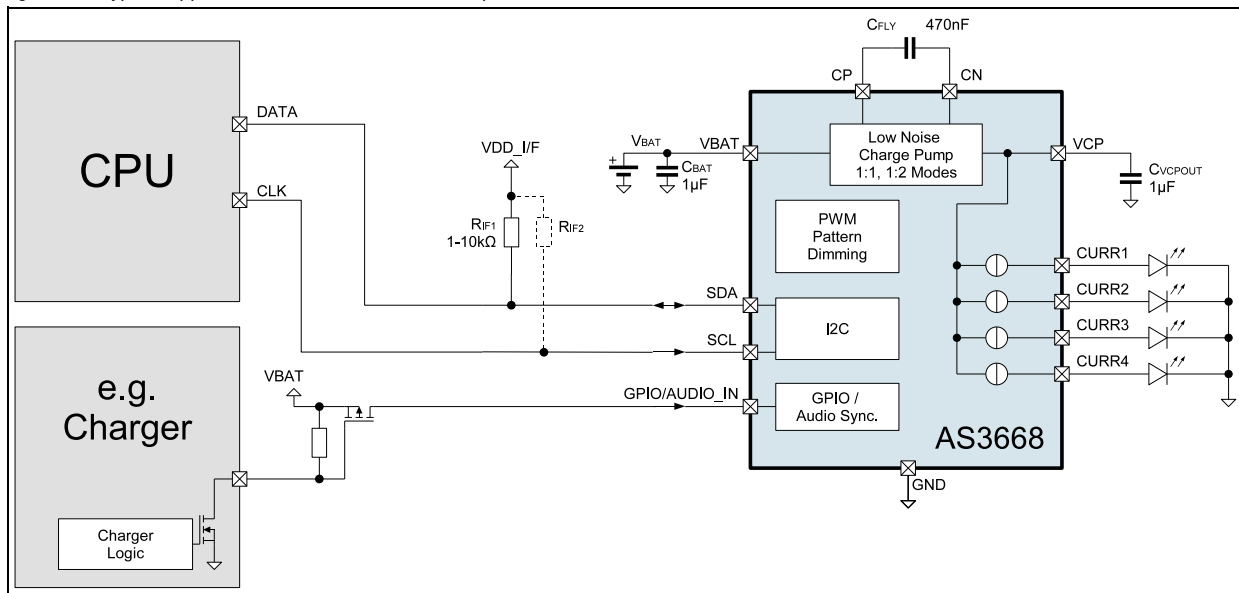 CFLY 470nF
CP
CN
CPU
DATA
CLK
VDD_I/F
RIF1
1-10kΩ
RIF2
VBAT
+
CBAT
1µF
VBAT
Low Noise
Charge Pump
1:1, 1:2 Modes
VCP
CVCPOUT
1µF
PWM
Pattern
Dimming
SDA
SCL
I2C
CURR1
CURR2
CURR3
CURR4
e.g.
Charger
VBAT
GPIO/AUDIO_IN
GPIO /
Audio Sync.
AS3668
GND
Charger
Logic